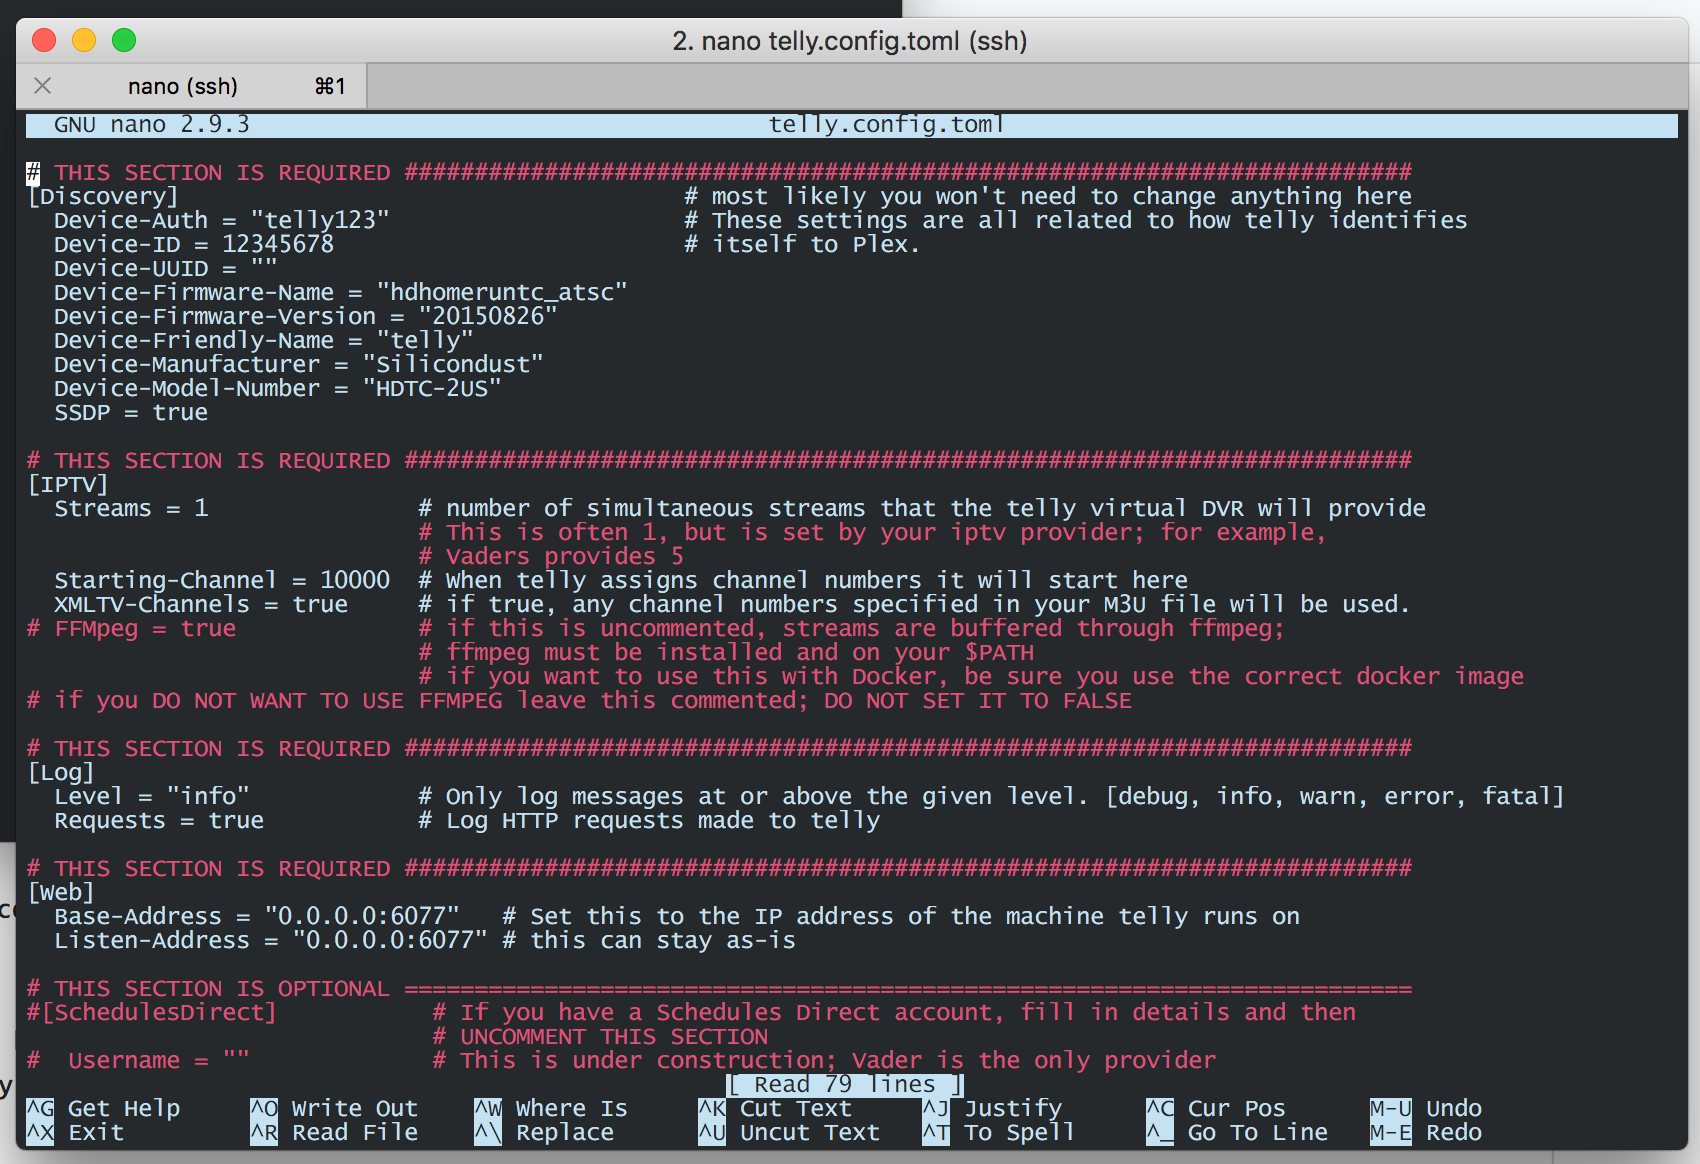 2. nano telly.config.toml (ssh)
nano (ssh) ⌘1
GNU nano 2.9.3 telly.config.toml
# THIS SECTION IS REQUIRED ########################################################################
[Discovery] # most likely you won't need to change anything here
Device-Auth = "telly123" # These settings are all related to how telly identifies
Device-ID = 12345678 # itself to Plex.
Device-UUID = ""
Device-Firmware-Name = "hdhomeruntc_atsc"
Device-Firmware-Version = "20150826"
Device-Friendly-Name = "telly"
Device-Manufacturer = "Silicondust"
Device-Model-Number = "HDTC-2US"
SSDP = true
# THIS SECTION IS REQUIRED ########################################################################
[IPTV]
Streams = 1 # number of simultaneous streams that the telly virtual DVR will provide
# This is often 1, but is set by your iptv provider; for example,
# Vaders provides 5
Starting-Channel = 10000 # When telly assigns channel numbers it will start here
XMLTV-Channels = true # if true, any channel numbers specified in your M3U file will be used.
# FFMpeg = true # if this is uncommented, streams are buffered through ffmpeg;
# ffmpeg must be installed and on your $PATH
# if you want to use this with Docker, be sure you use the correct docker image
# if you DO NOT WANT TO USE FFMPEG leave this commented; DO NOT SET IT TO FALSE
# THIS SECTION IS REQUIRED ########################################################################
[Log]
Level = "info" # Only log messages at or above the given level. [debug, info, warn, error, fatal]
Requests = true # Log HTTP requests made to telly
# THIS SECTION IS REQUIRED ########################################################################
[Web]
Base-Address = "0.0.0.0:6077" # Set this to the IP address of the machine telly runs on
Listen-Address = "0.0.0.0:6077" # this can stay as-is
# THIS SECTION IS OPTIONAL ========================================================================
#[SchedulesDirect] # If you have a Schedules Direct account, fill in details and then
# UNCOMMENT THIS SECTION
# Username = "" # This is under construction; Vader is the only provider
[ Read 79 lines ]
^G Get Help ^O Write Out ^W Where Is ^K Cut Text ^J Justify ^C Cur Pos M-U Undo
^X Exit ^R Read File ^\ Replace ^U Uncut Text ^T To Spell ^_ Go To Line M-E Redo